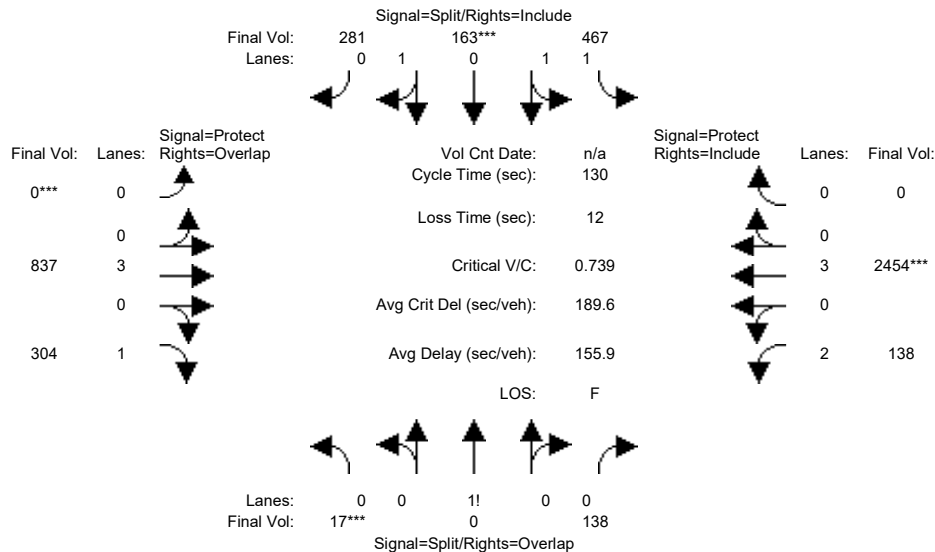 Signal=Split/Rights=Include
Final Vol: 281 163*** 467
Lanes: 0 1 0 1 1
Signal=Protect
Final Vol: Lanes: Rights=Overlap
Vol Cnt Date: n/a
Signal=Protect
Rights=Include Lanes: Final Vol:
Cycle Time (sec): 130
0*** 0
0 0
Loss Time (sec): 12
0
0
837 3
Critical V/C: 0.739
3 2454***
0
Avg Crit Del (sec/veh): 189.6
0
304 1
Avg Delay (sec/veh): 155.9
2 138
LOS: F
Lanes: 0 0 1! 0 0
Final Vol: 17*** 0 138
Signal=Split/Rights=Overlap